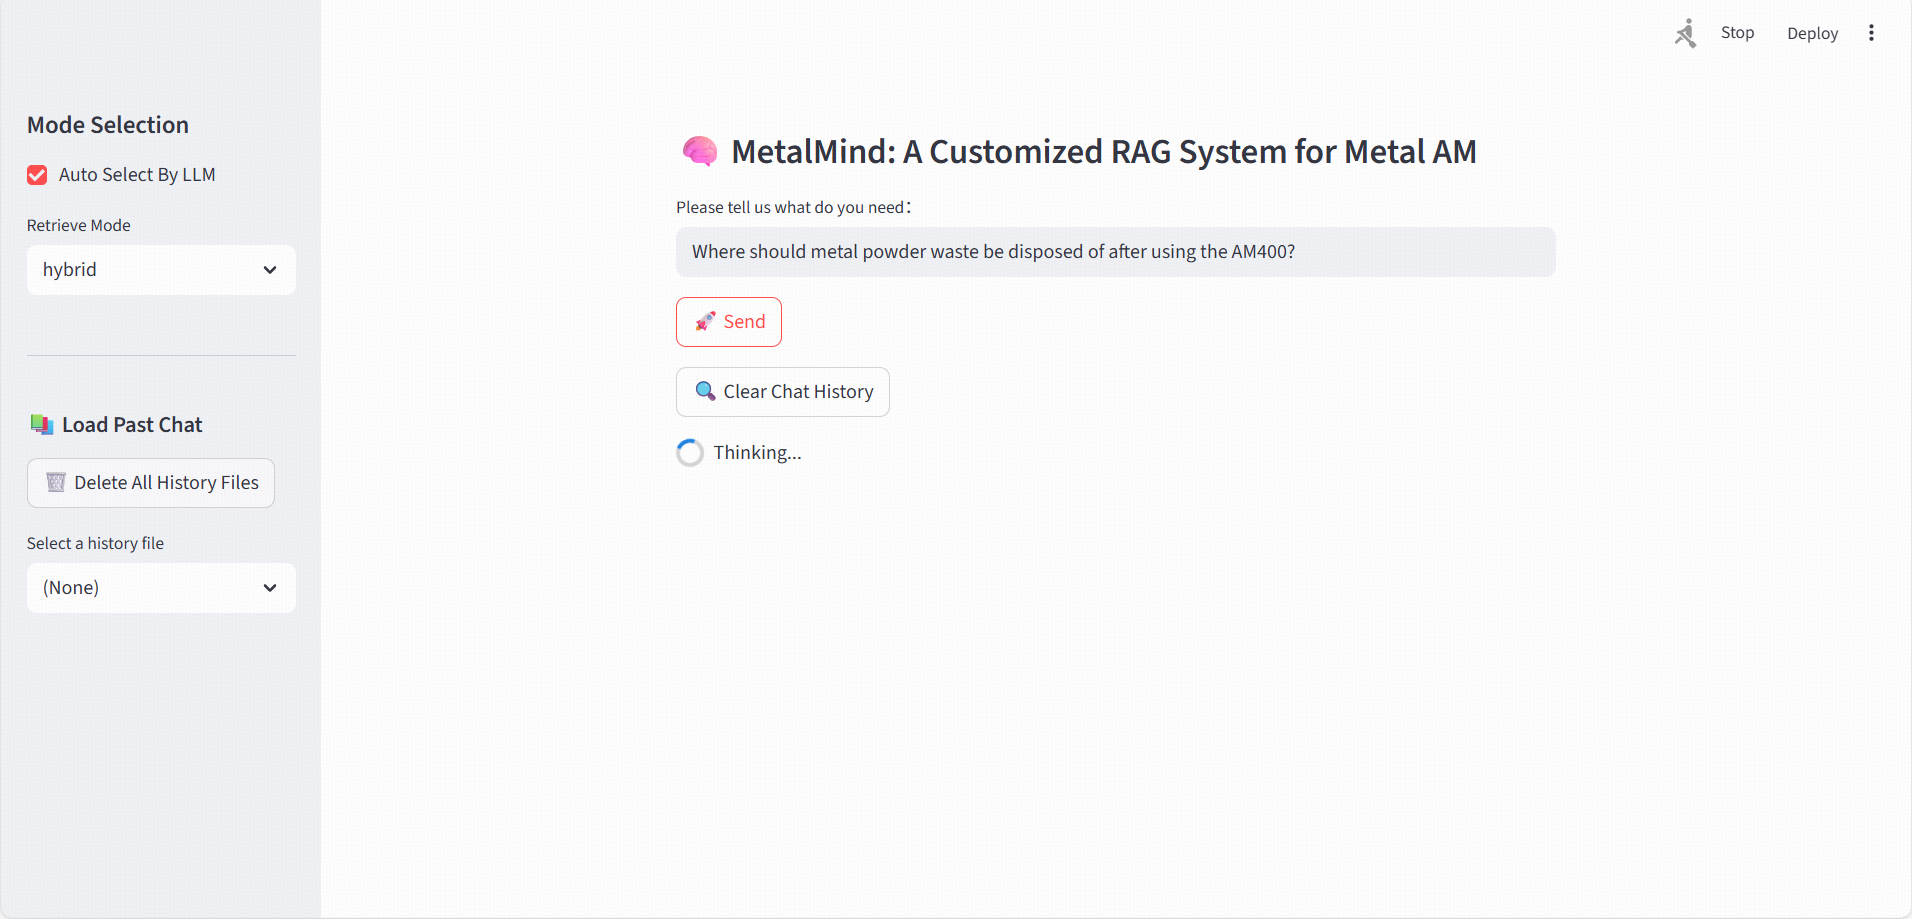 Stop
Deploy
Mode Selection
Auto Select By LLM
Retrieve Mode
hybrid
Load Past Chat
Delete All History Files
Select a history file
(None)
MetalMind: A Customized RAG System for Metal AM
Please tell us what do you need：
Where should metal powder waste be disposed of after using the AM400?
Send
Clear Chat History
Thinking...